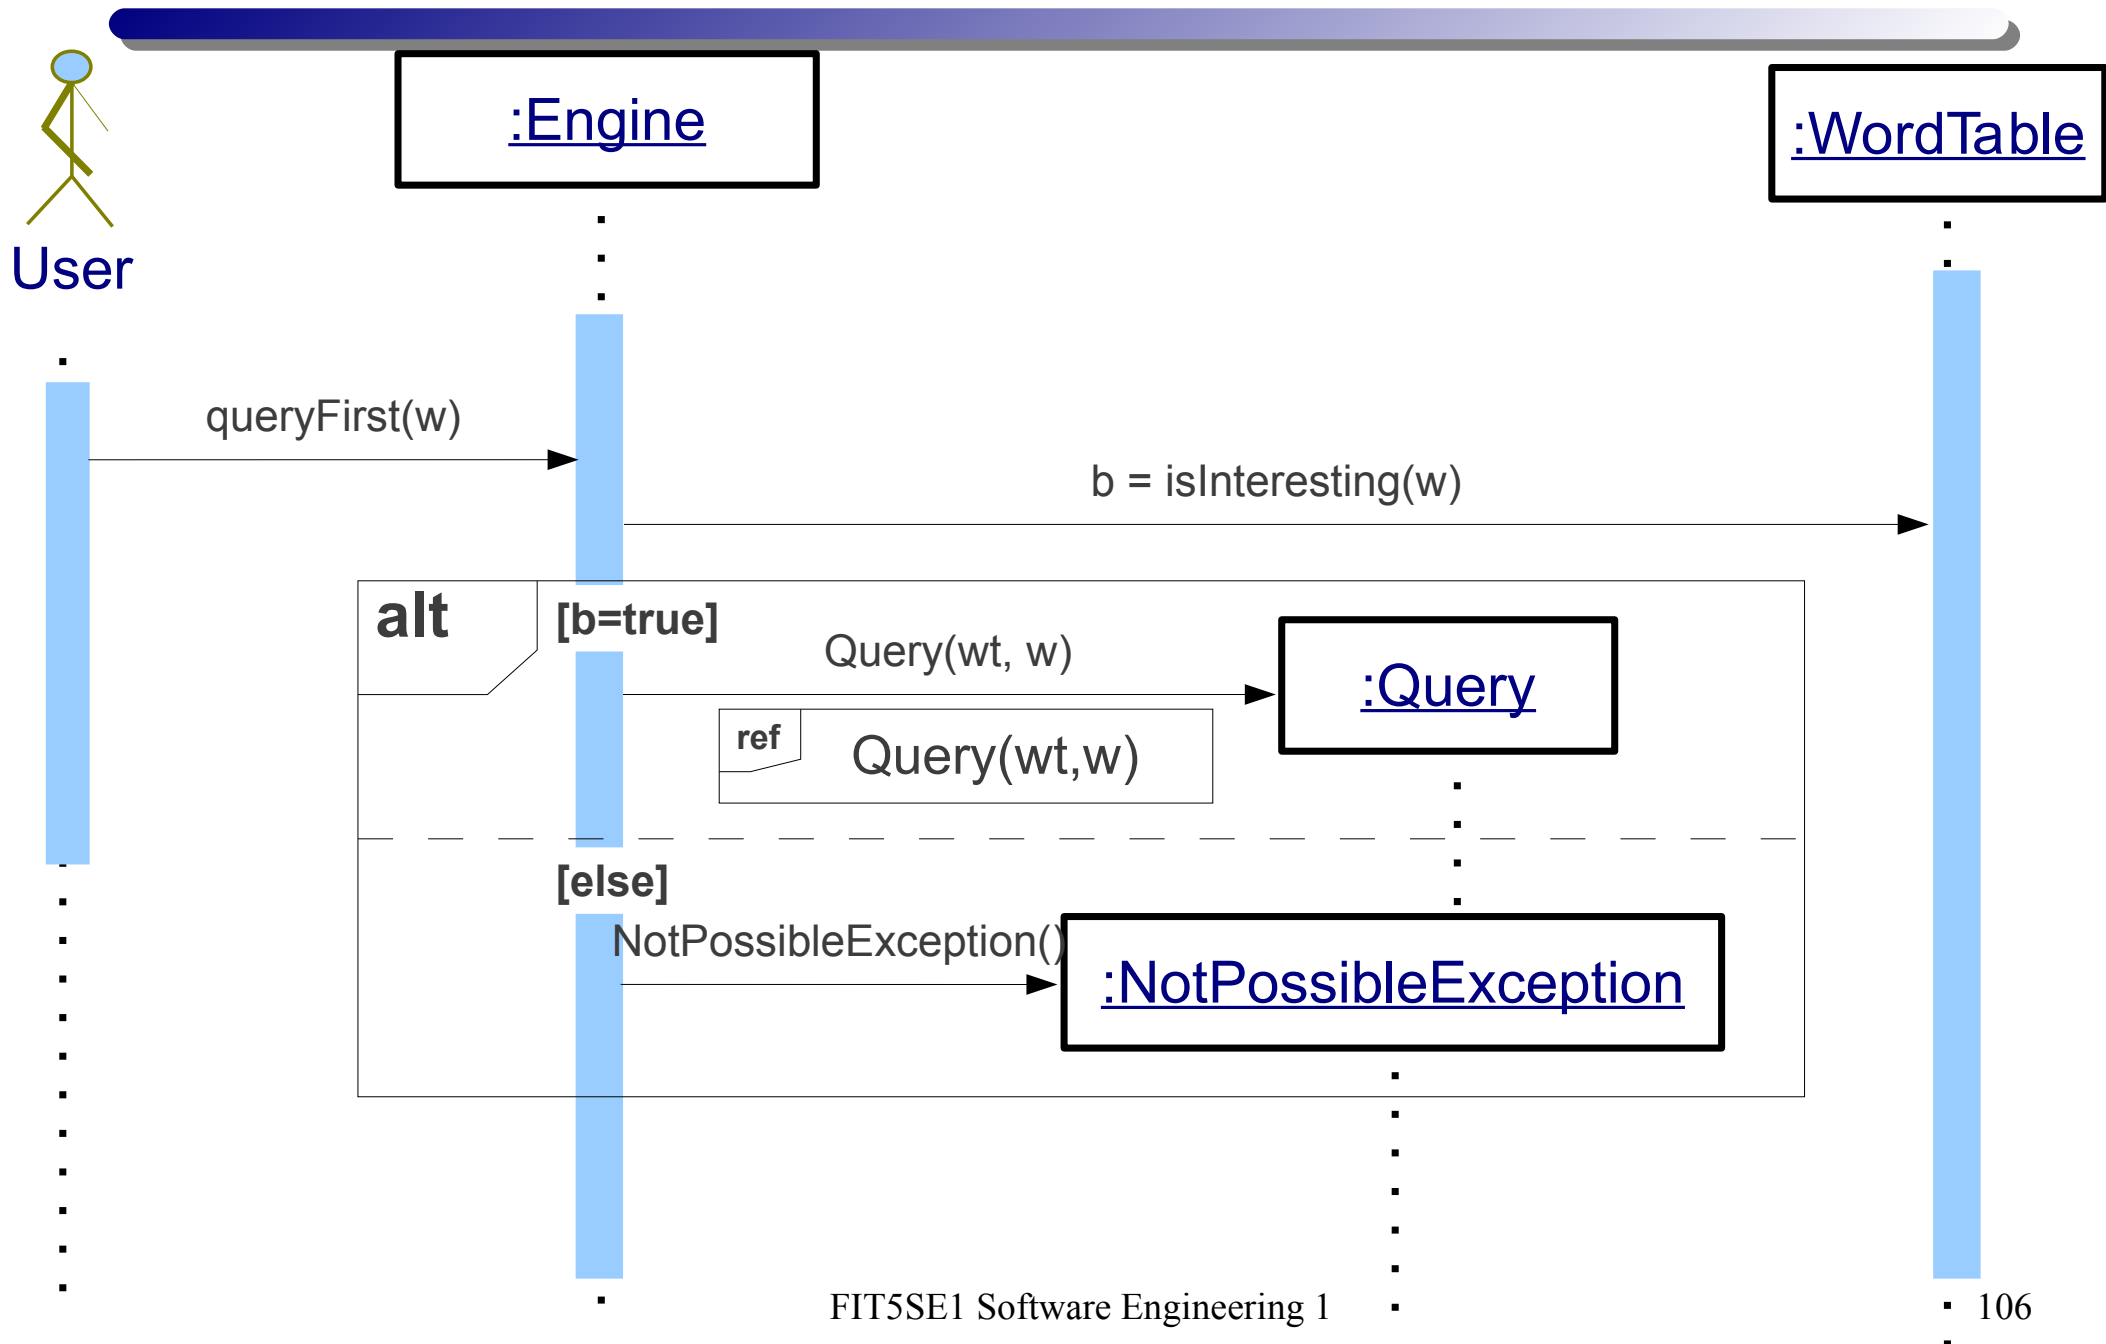 :Engine
:WordTable
User
queryFirst(w)
b = isInteresting(w)
alt
[b=true]
Query(wt, w)
:Query
ref
Query(wt,w)
[else]
NotPossibleException()
:NotPossibleException
FIT5SE1 Software Engineering 1
106